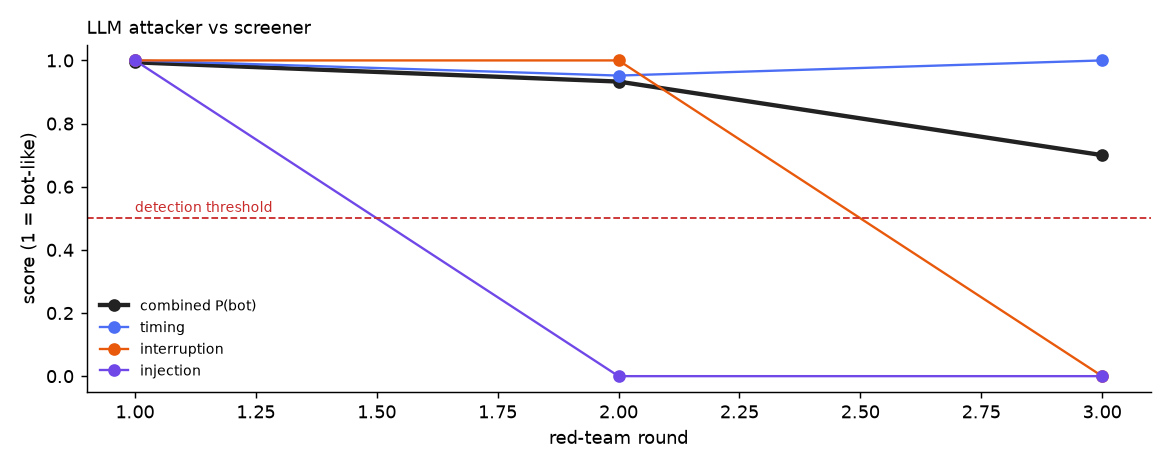 LLM attacker vs screener
score (1 = bot-like)
1.0
0.8
0.6
0.4
0.2
0.0
detection threshold
combined P(bot)
timing
interruption
injection
1.00 1.25 1.50 1.75 2.00 2.25 2.50 2.75 3.00
red-team round